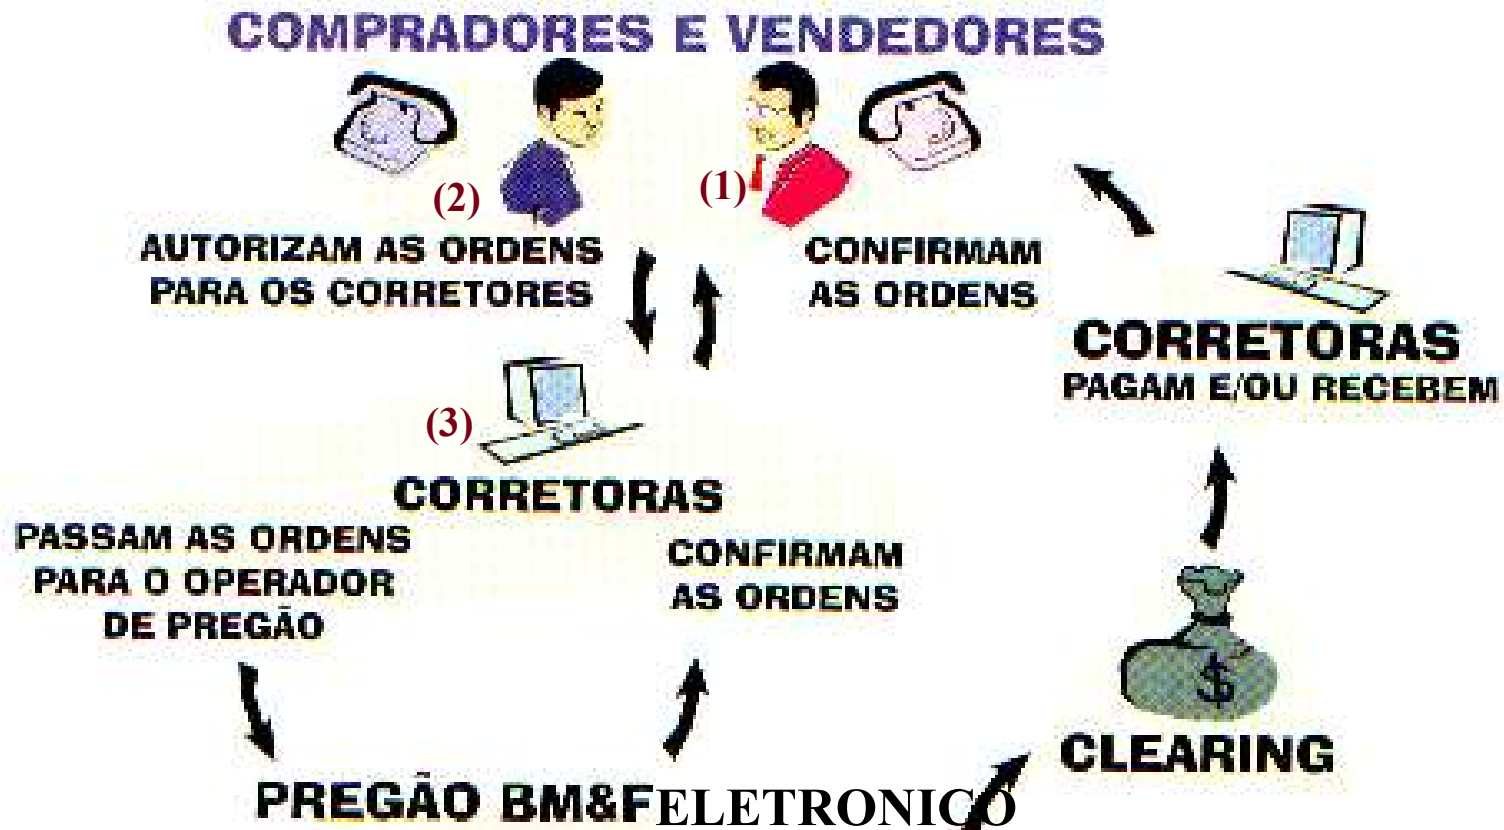 COMPRADORES E VENDEDORES
(2)
(1)
AUTORIZAM AS ORDENS
PARA OS CORRETORES
CONFIRMAM
AS ORDENS
CORRETORAS
PAGAM E/OU RECEBEM
(3)
CORRETORAS
PASSAM AS ORDENS
PARA O OPERADOR
DE PREGÃO
CONFIRMAM
AS ORDENS
$
CLEARING
PREGÃO BM&F ELETRONICO